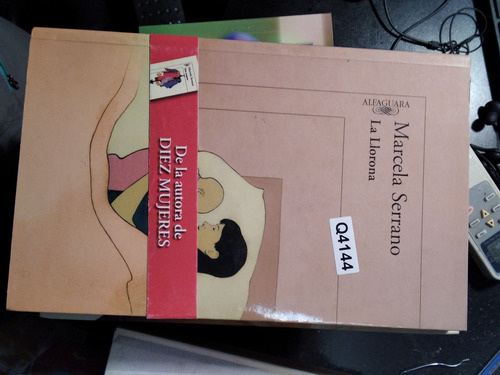 ALFAGUARA
Marcela Serrano
La Llorona
Q4144
De la autora de
DIEZ MUJERES